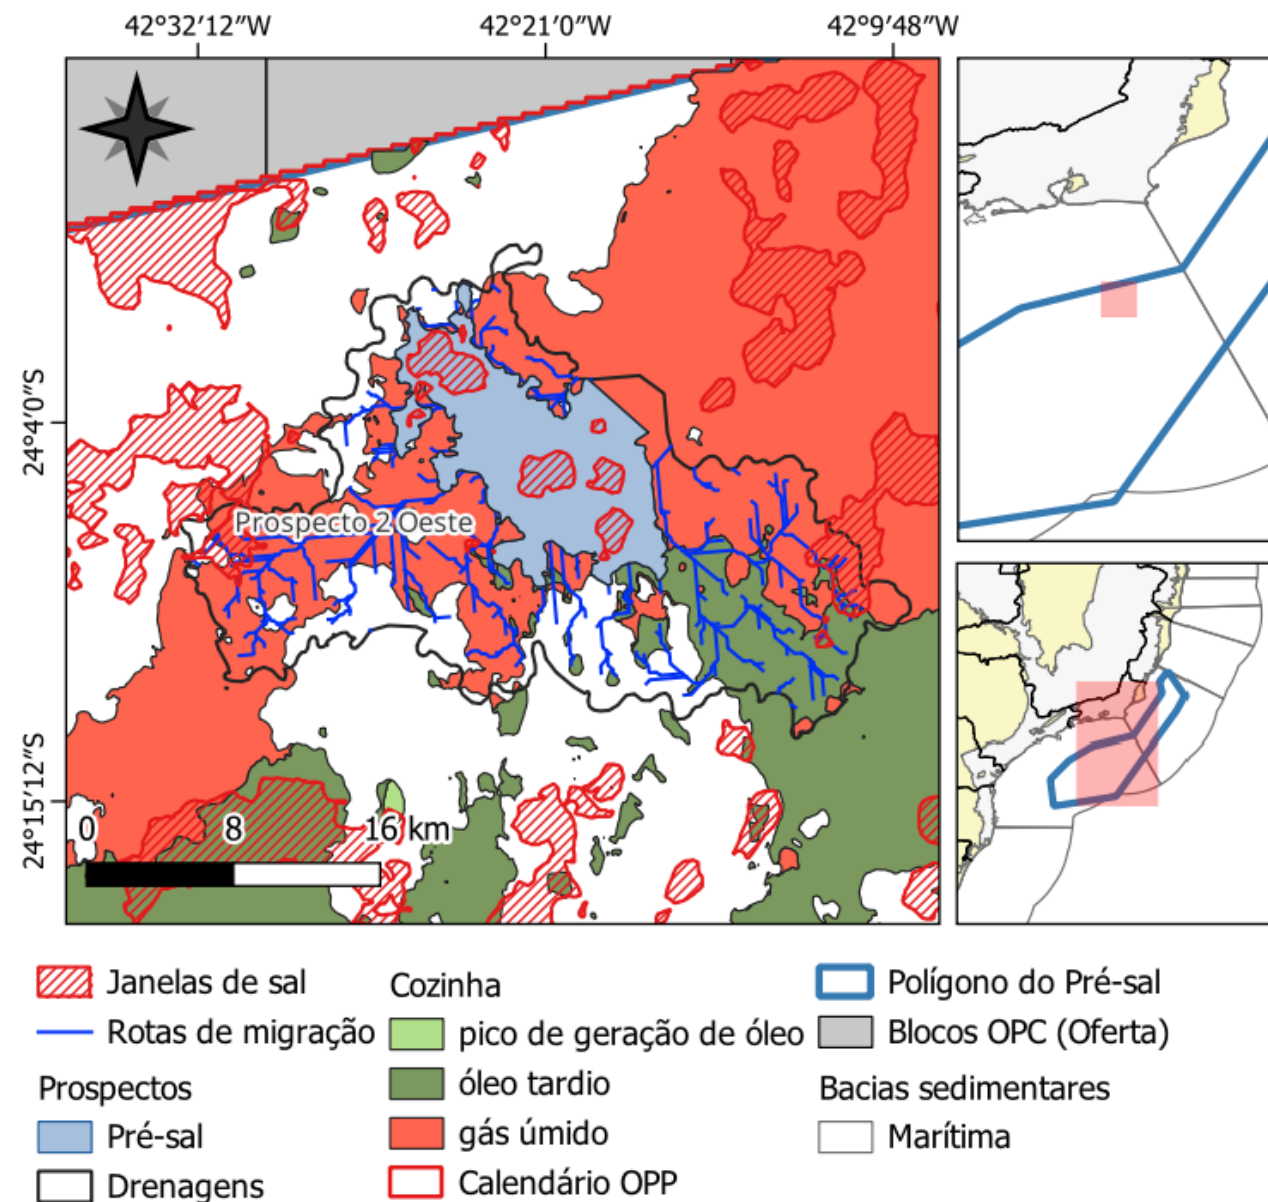 42°32′12″W 42°21′0″W 42°9′48″W
24°4′0″S
Prospecto 2 Oeste
24°15′12″S
0 8 16 km
Janelas de sal
Rotas de migração
Prospectos
Pré-sal
Drenagens
Cozinha
pico de geração de óleo
óleo tardio
gás úmido
Calendário OPP
Polígono do Pré-sal
Blocos OPC (Oferta)
Bacias sedimentares
Marítima